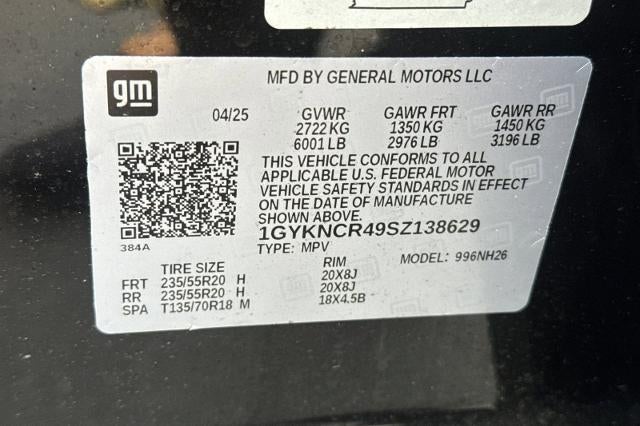 gm
MFD BY GENERAL MOTORS LLC
04/25 GVWR GAWR FRT GAWR RR
2722 KG 1350 KG 1450 KG
6001 LB 2976 LB 3196 LB
THIS VEHICLE CONFORMS TO ALL
APPLICABLE U.S. FEDERAL MOTOR
VEHICLE SAFETY STANDARDS IN EFFECT
ON THE DATE OF MANUFACTURE
SHOWN ABOVE.
1GYKNCR49SZ138629
384A
TYPE: MPV
MODEL: 996NH26
TIRE SIZE RIM
FRT 235/55R20 H 20X8J
RR 235/55R20 H 20X8J
SPA T135/70R18 M 18X4.5B